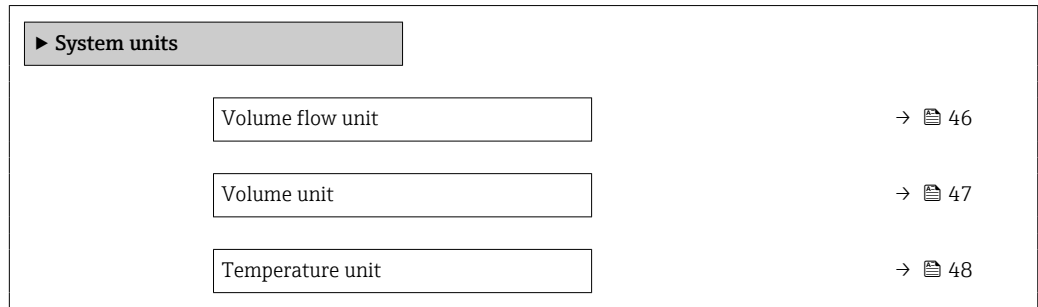 ▶ System units
Volume flow unit → 46
Volume unit → 47
Temperature unit → 48